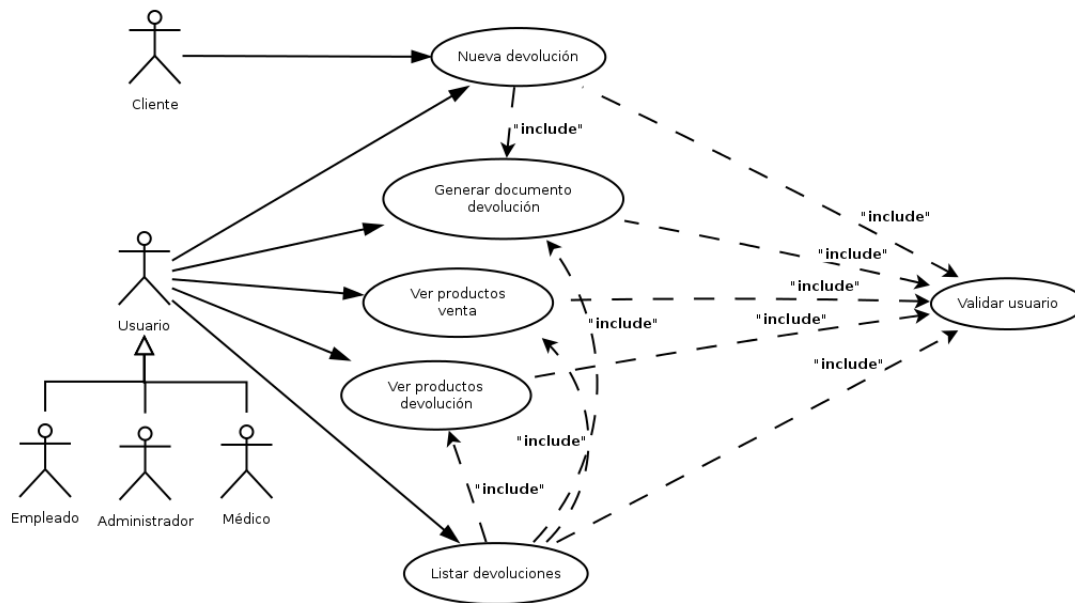 Nueva devolución
Cliente
"include"
Generar documento
devolución
"include"
"include"
Usuario
Ver productos
venta
"include"
Validar usuario
"include"
"include"
Ver productos
devolución
"include"
"include"
"include"
Empleado
Administrador
Médico
Listar devoluciones